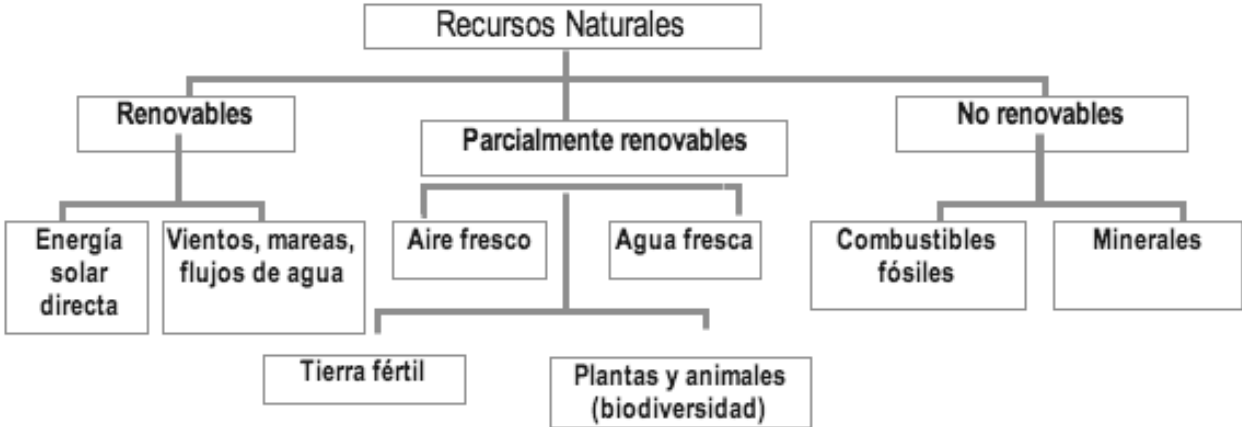 Recursos Naturales
Renovables
Parcialmente renovables
No renovables
Energía
solar
directa
Vientos, mareas,
flujos de agua
Aire fresco
Agua fresca
Combustibles
fósiles
Minerales
Tierra fértil
Plantas y animales
(biodiversidad)